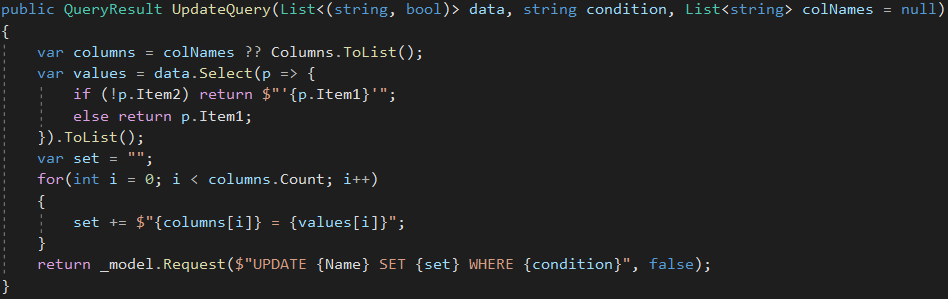 public QueryResult UpdateQuery(List<(string, bool)> data, string condition, List<string> colNames = null)
{
    var columns = colNames ?? Columns.ToList();
    var values = data.Select(p => {
        if (!p.Item2) return $"'{p.Item1}'";
        else return p.Item1;
    }).ToList();
    var set = "";
    for(int i = 0; i < columns.Count; i++)
    {
        set += $"{columns[i]} = {values[i]}";
    }
    return _model.Request($"UPDATE {Name} SET {set} WHERE {condition}", false);
}